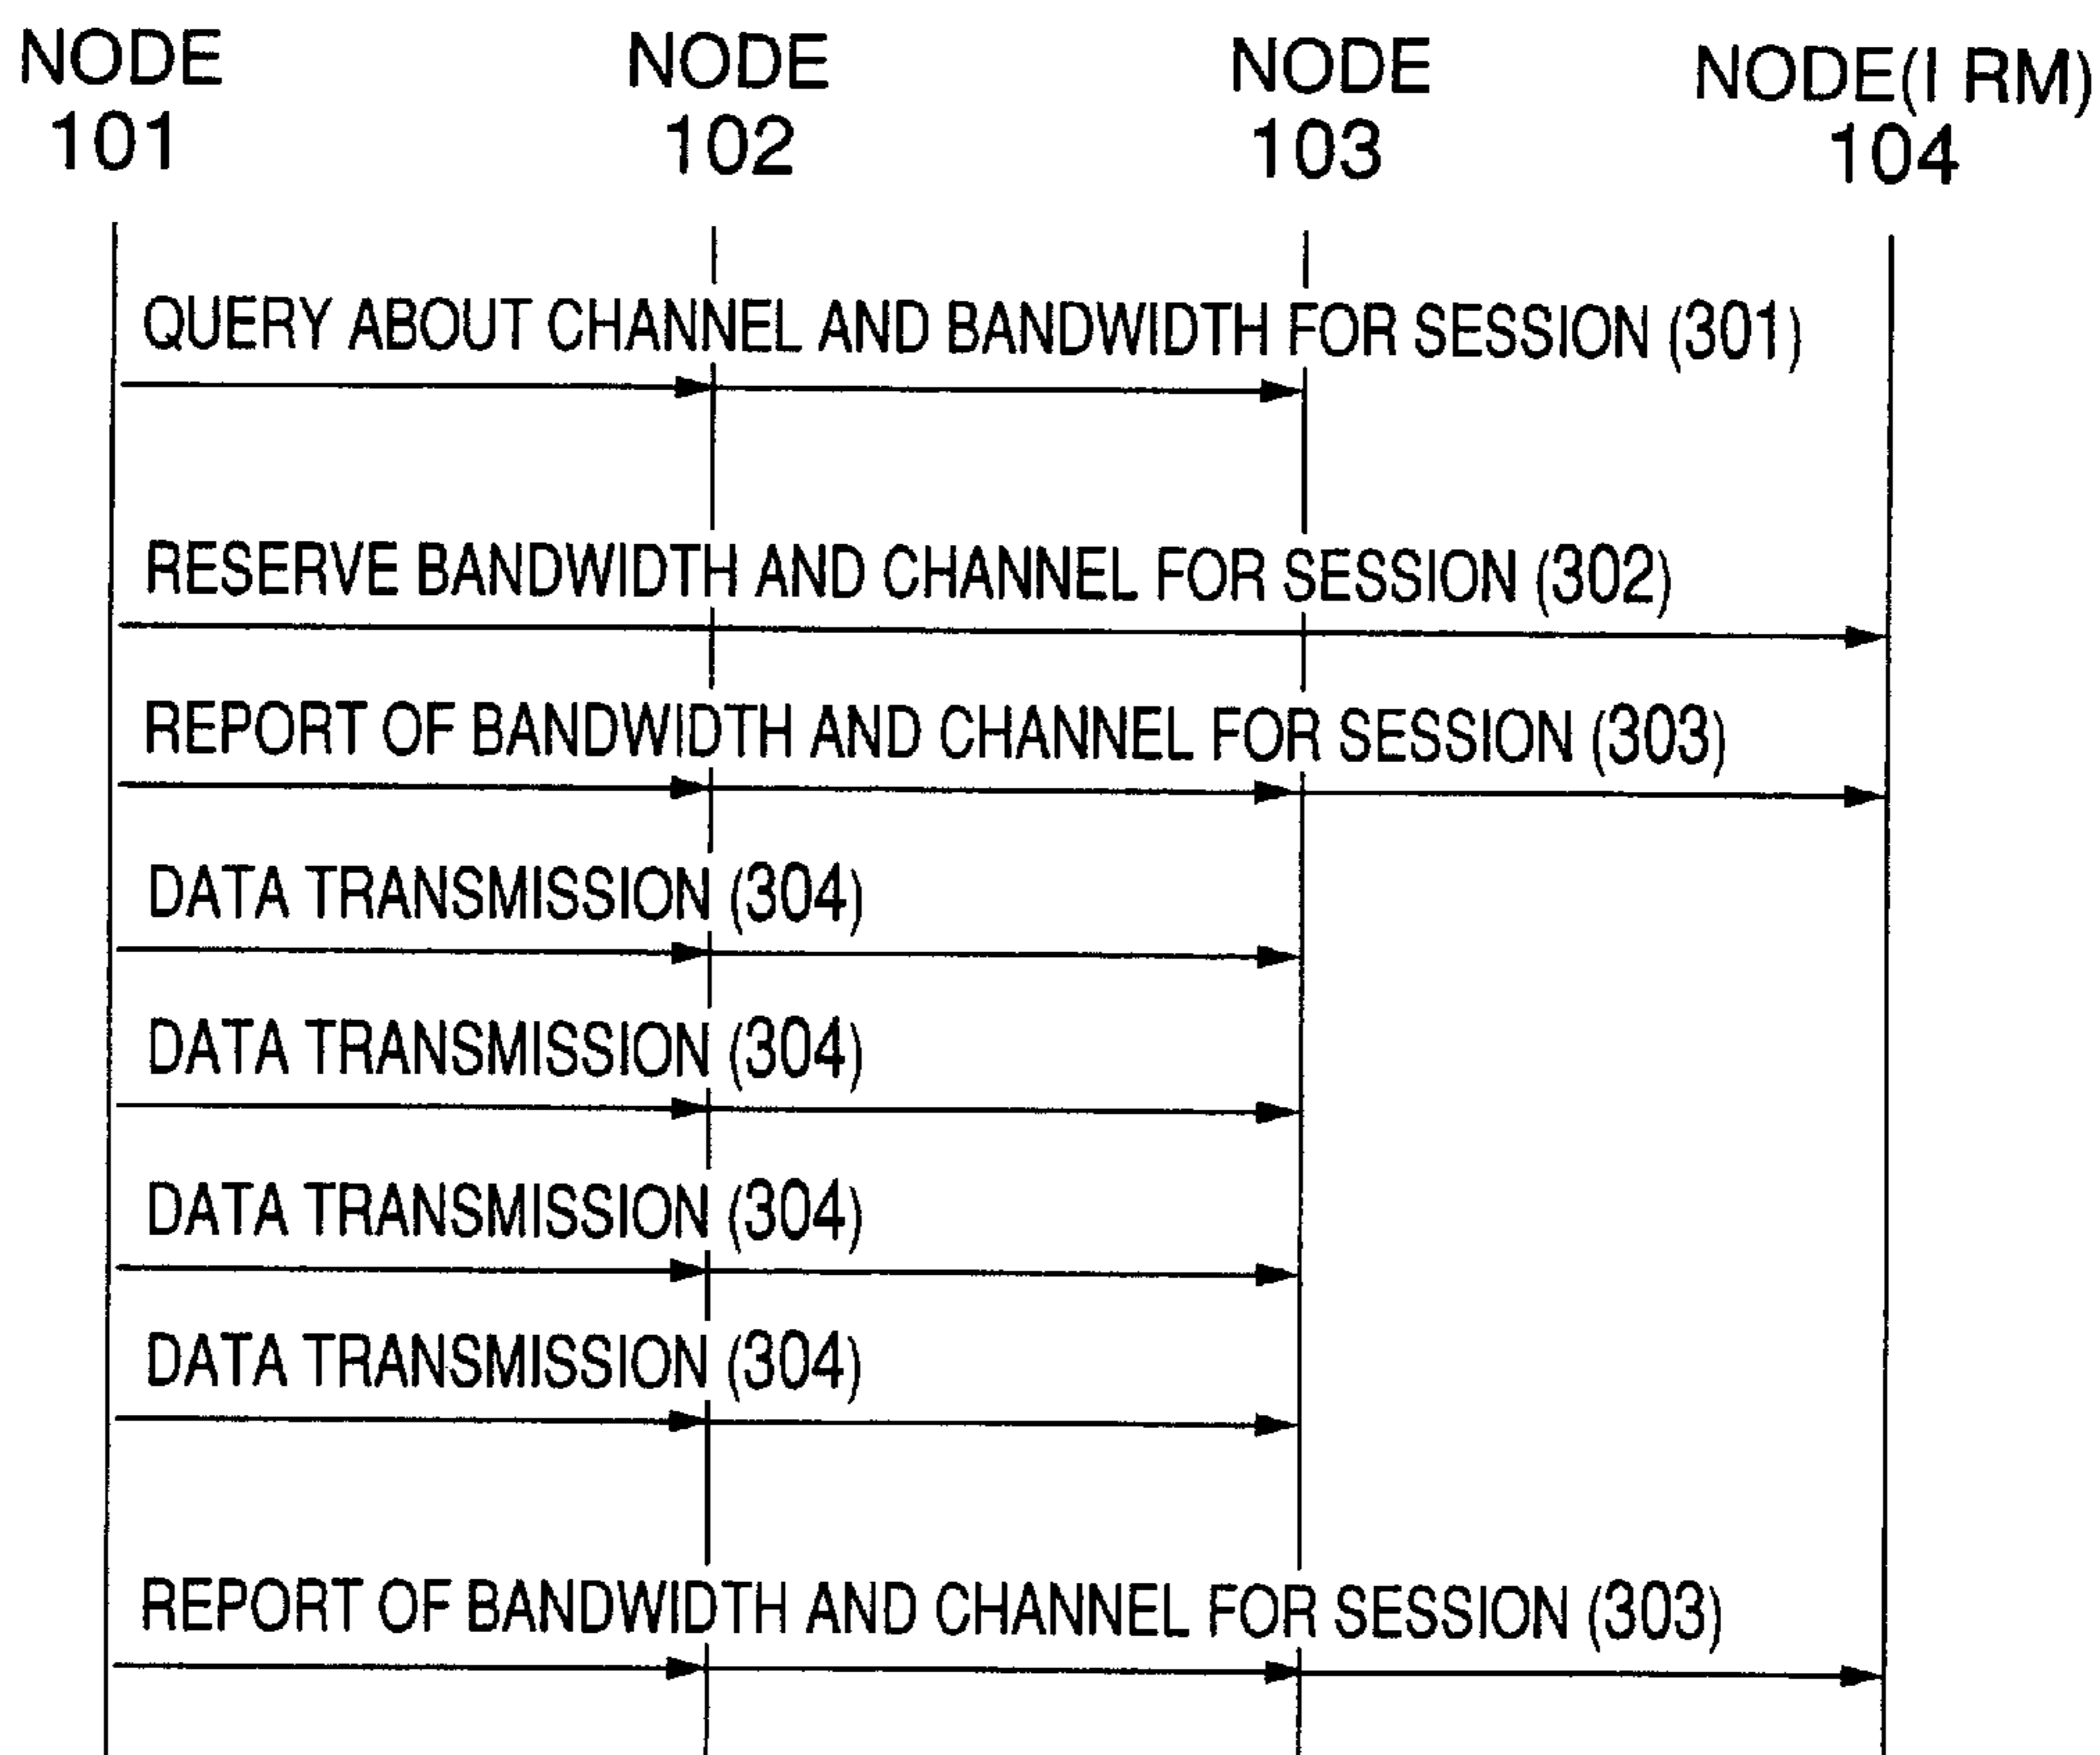 NODE
101
NODE
102
NODE
103
NODE(I RM)
104
QUERY ABOUT CHANNEL AND BANDWIDTH FOR SESSION (301)
RESERVE BANDWIDTH AND CHANNEL FOR SESSION (302)
REPORT OF BANDWIDTH AND CHANNEL FOR SESSION (303)
DATA TRANSMISSION (304)
DATA TRANSMISSION (304)
DATA TRANSMISSION (304)
DATA TRANSMISSION (304)
REPORT OF BANDWIDTH AND CHANNEL FOR SESSION (303)